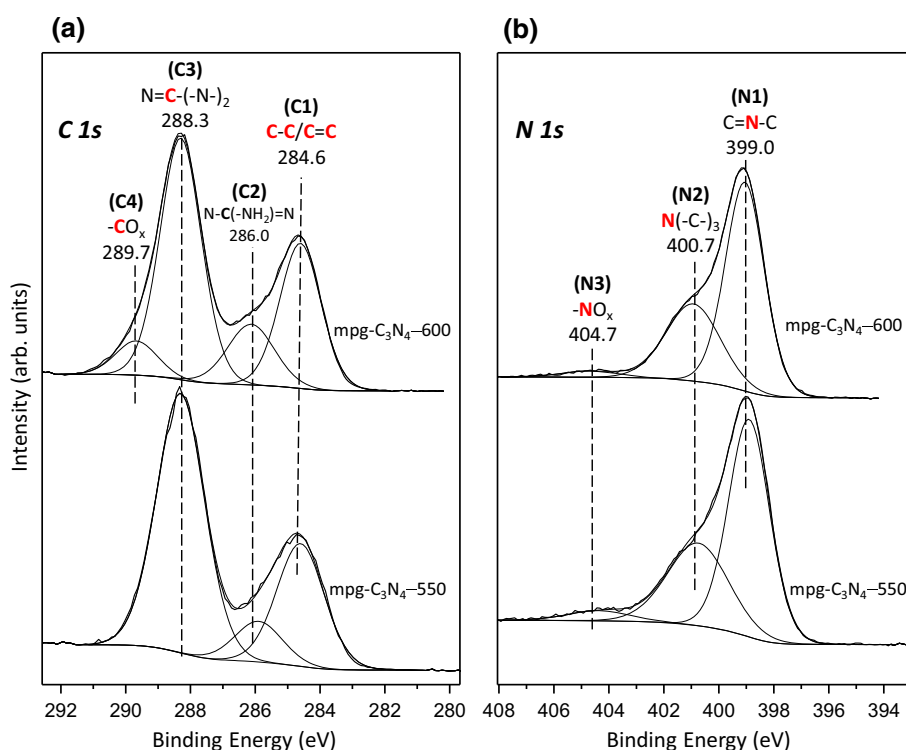 (a)
(b)
Intensity (arb. units)
C 1s
(C3)
N=C-(-N-)₂
288.3
(C1)
C-C/C=C
284.6
(C4)
-COₓ
289.7
(C2)
N-C(-NH₂)=N
286.0
mpg-C₃N₄—600
mpg-C₃N₄—550
292 290 288 286 284 282 280
Binding Energy (eV)
N 1s
(N1)
C=N-C
399.0
(N2)
N(-C-)₃
400.7
(N3)
-NOₓ
404.7
mpg-C₃N₄—600
mpg-C₃N₄—550
408 406 404 402 400 398 396 394
Binding Energy (eV)